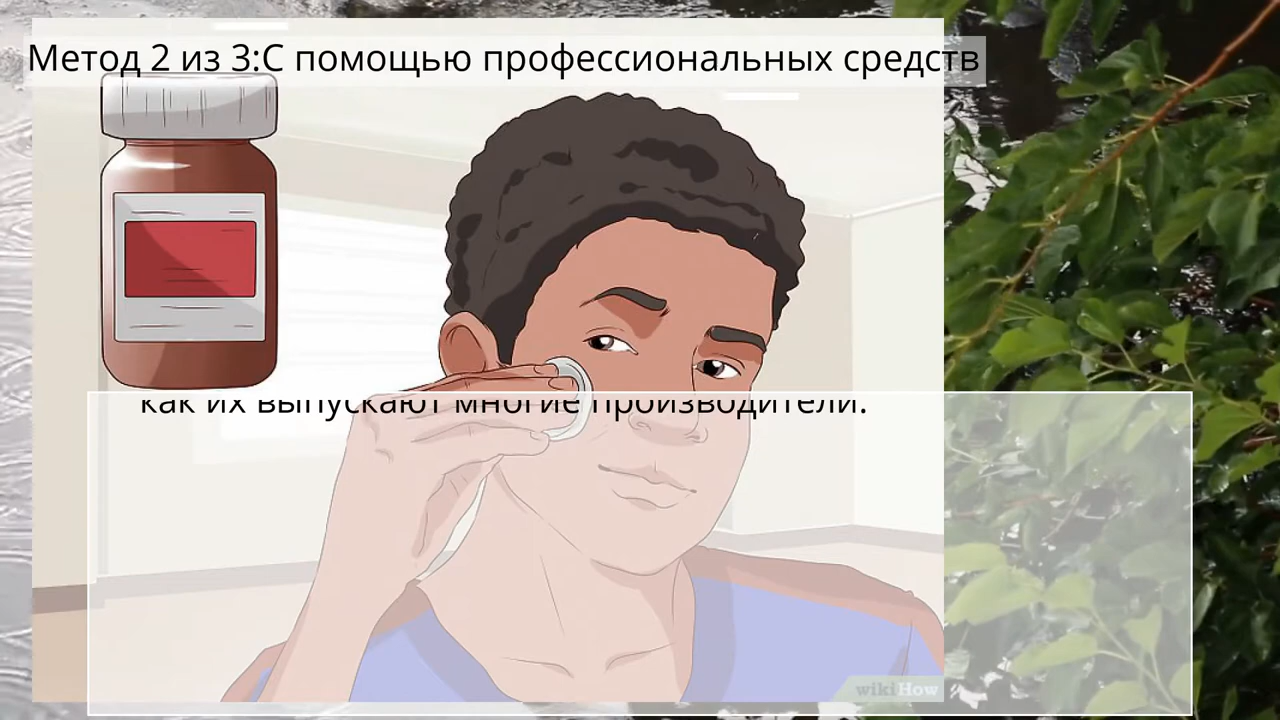 Метод 2 из 3:С помощью профессиональных средств
как их выпускают многие производители.
wikiHow